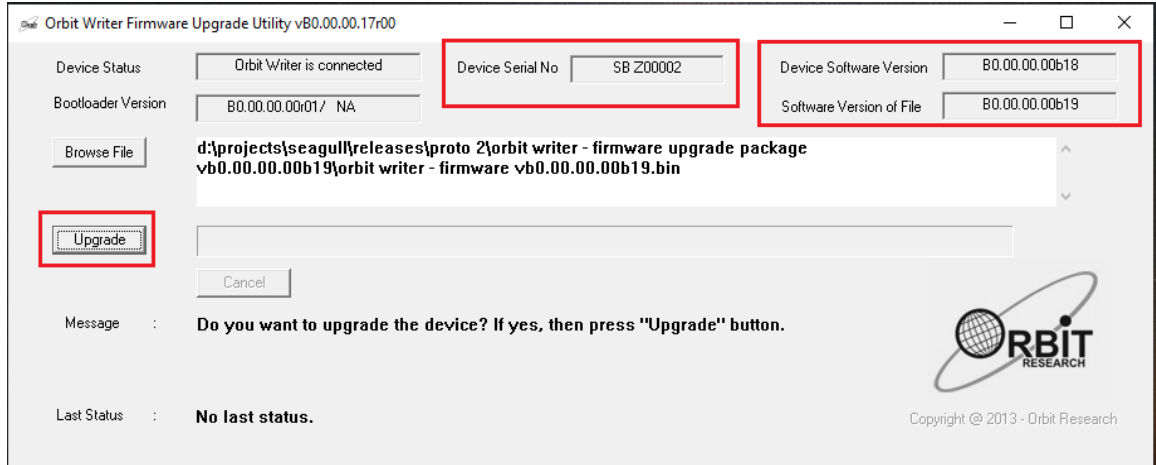 Orbit Writer Firmware Upgrade Utility vB0.00.00.17r00
Device Status Orbit Writer is connected Device Serial No SB Z00002 Device Software Version B0.00.00.00b18
Bootloader Version B0.00.00.00r01/ NA Software Version of File B0.00.00.00b19
Browse File d:\projects\seagull\releases\proto 2\orbit writer - firmware upgrade package
vb0.00.00.00b19\orbit writer - firmware vb0.00.00.00b19.bin
Upgrade
Cancel
Message : Do you want to upgrade the device? If yes, then press "Upgrade" button.
ORBIT
RESEARCH
Last Status : No last status.
Copyright @ 2013 - Orbit Research